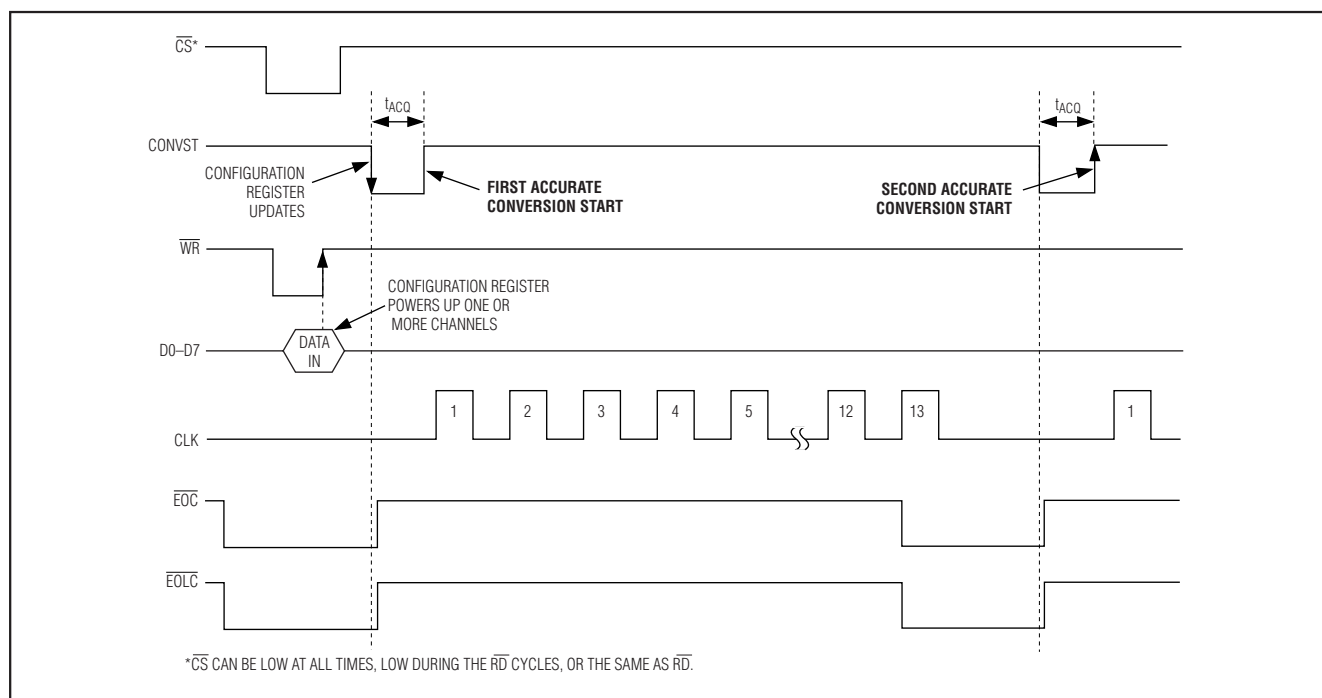 CS*
tACQ
tACQ
CONVST
CONFIGURATION
REGISTER
UPDATES
FIRST ACCURATE
CONVERSION START
SECOND ACCURATE
CONVERSION START
WR
CONFIGURATION REGISTER
POWERS UP ONE OR
MORE CHANNELS
D0–D7
DATA
IN
CLK
1 2 3 4 5 12 13 1
EOC
EOLC
*CS CAN BE LOW AT ALL TIMES, LOW DURING THE RD CYCLES, OR THE SAME AS RD.